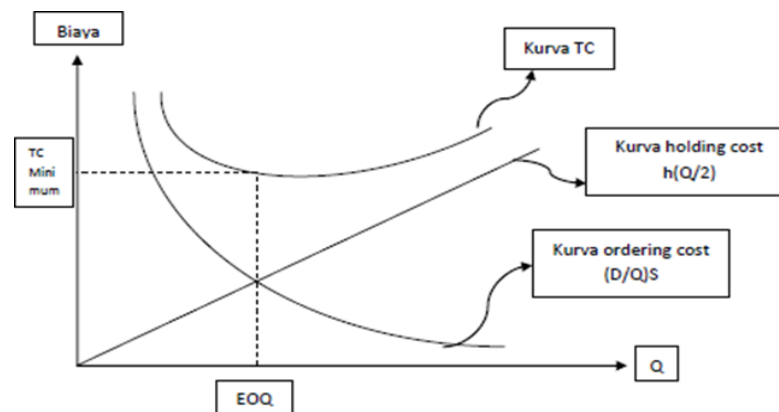 Biaya
Kurva TC
TC
Mini
mum
Kurva holding cost
h(Q/2)
Kurva ordering cost
(D/Q)S
Q
EOQ